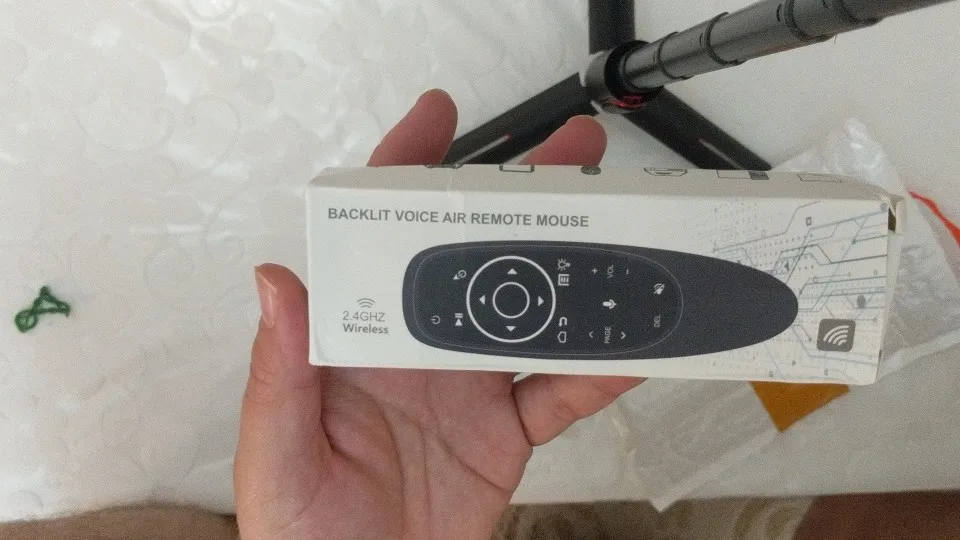 BACKLIT VOICE AIR REMOTE MOUSE
2.4GHZ
Wireless
+ VOL -
< PAGE >
DEL